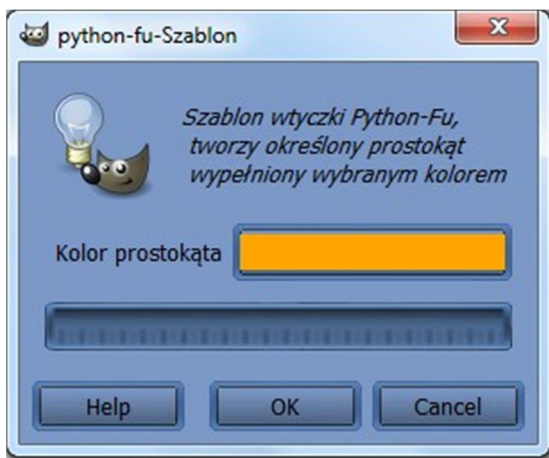 python-fu-Szablon
Szablon wtyczki Python-Fu,
tworzy określony prostokąt
wypełniony wybranym kolorem
Kolor prostokąta
Help OK Cancel